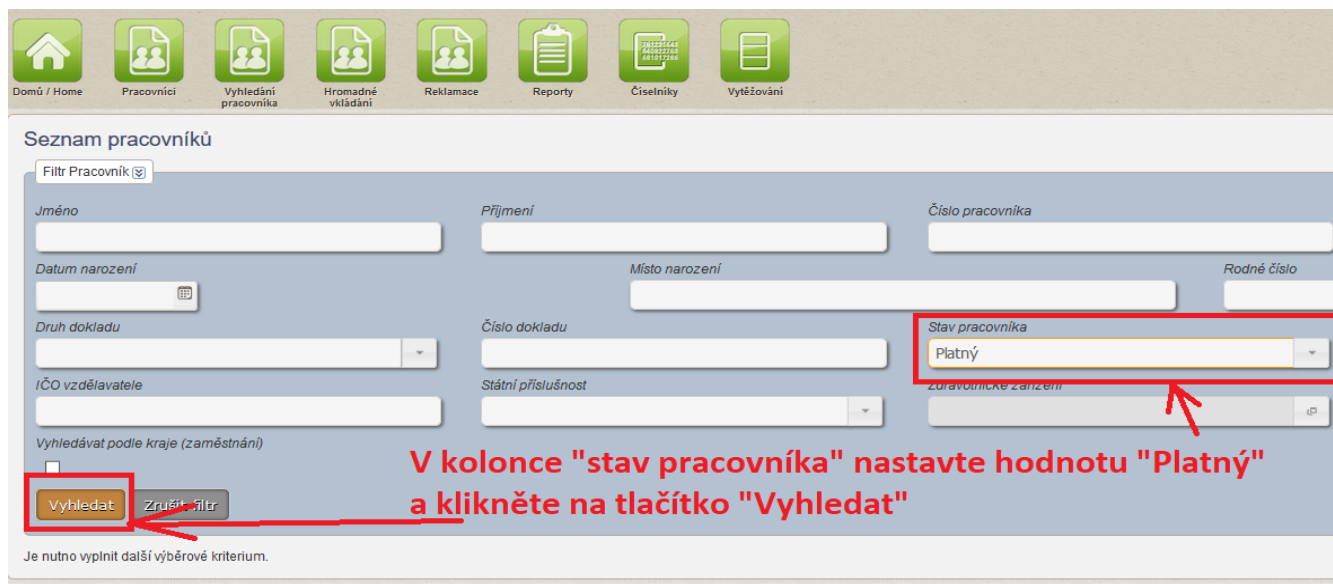 Domů / Home
Pracovníci
Vyhledání
pracovníka
Hromadné
vkládání
Reklamace
Reporty
Číselníky
Vytěžování
Seznam pracovníků
Filtr Pracovník
Jméno
Příjmení
Číslo pracovníka
Datum narození
Místo narození
Rodné číslo
Druh dokladu
Číslo dokladu
Stav pracovníka
Platný
IČO vzdělavatele
Státní příslušnost
Zdravotnické zařízení
Vyhledávat podle kraje (zaměstnání)
V kolonce "stav pracovníka" nastavte hodnotu "Platný"
a klikněte na tlačítko "Vyhledat"
Vyhledat
Zrušit filtr
Je nutno vyplnit další výběrové kriterium.